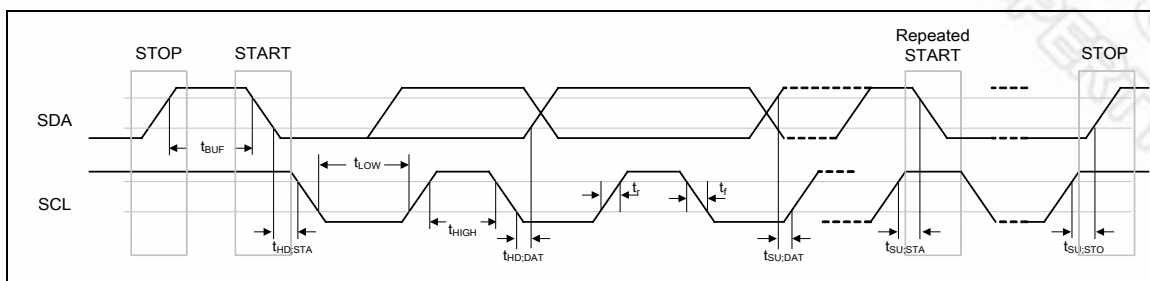 STOP
START
Repeated
START
STOP
SDA
tBUF
tLOW
SCL
tr
tf
tHIGH
tHD;STA
tHD;DAT
tSU;DAT
tSU;STA
tSU;STO